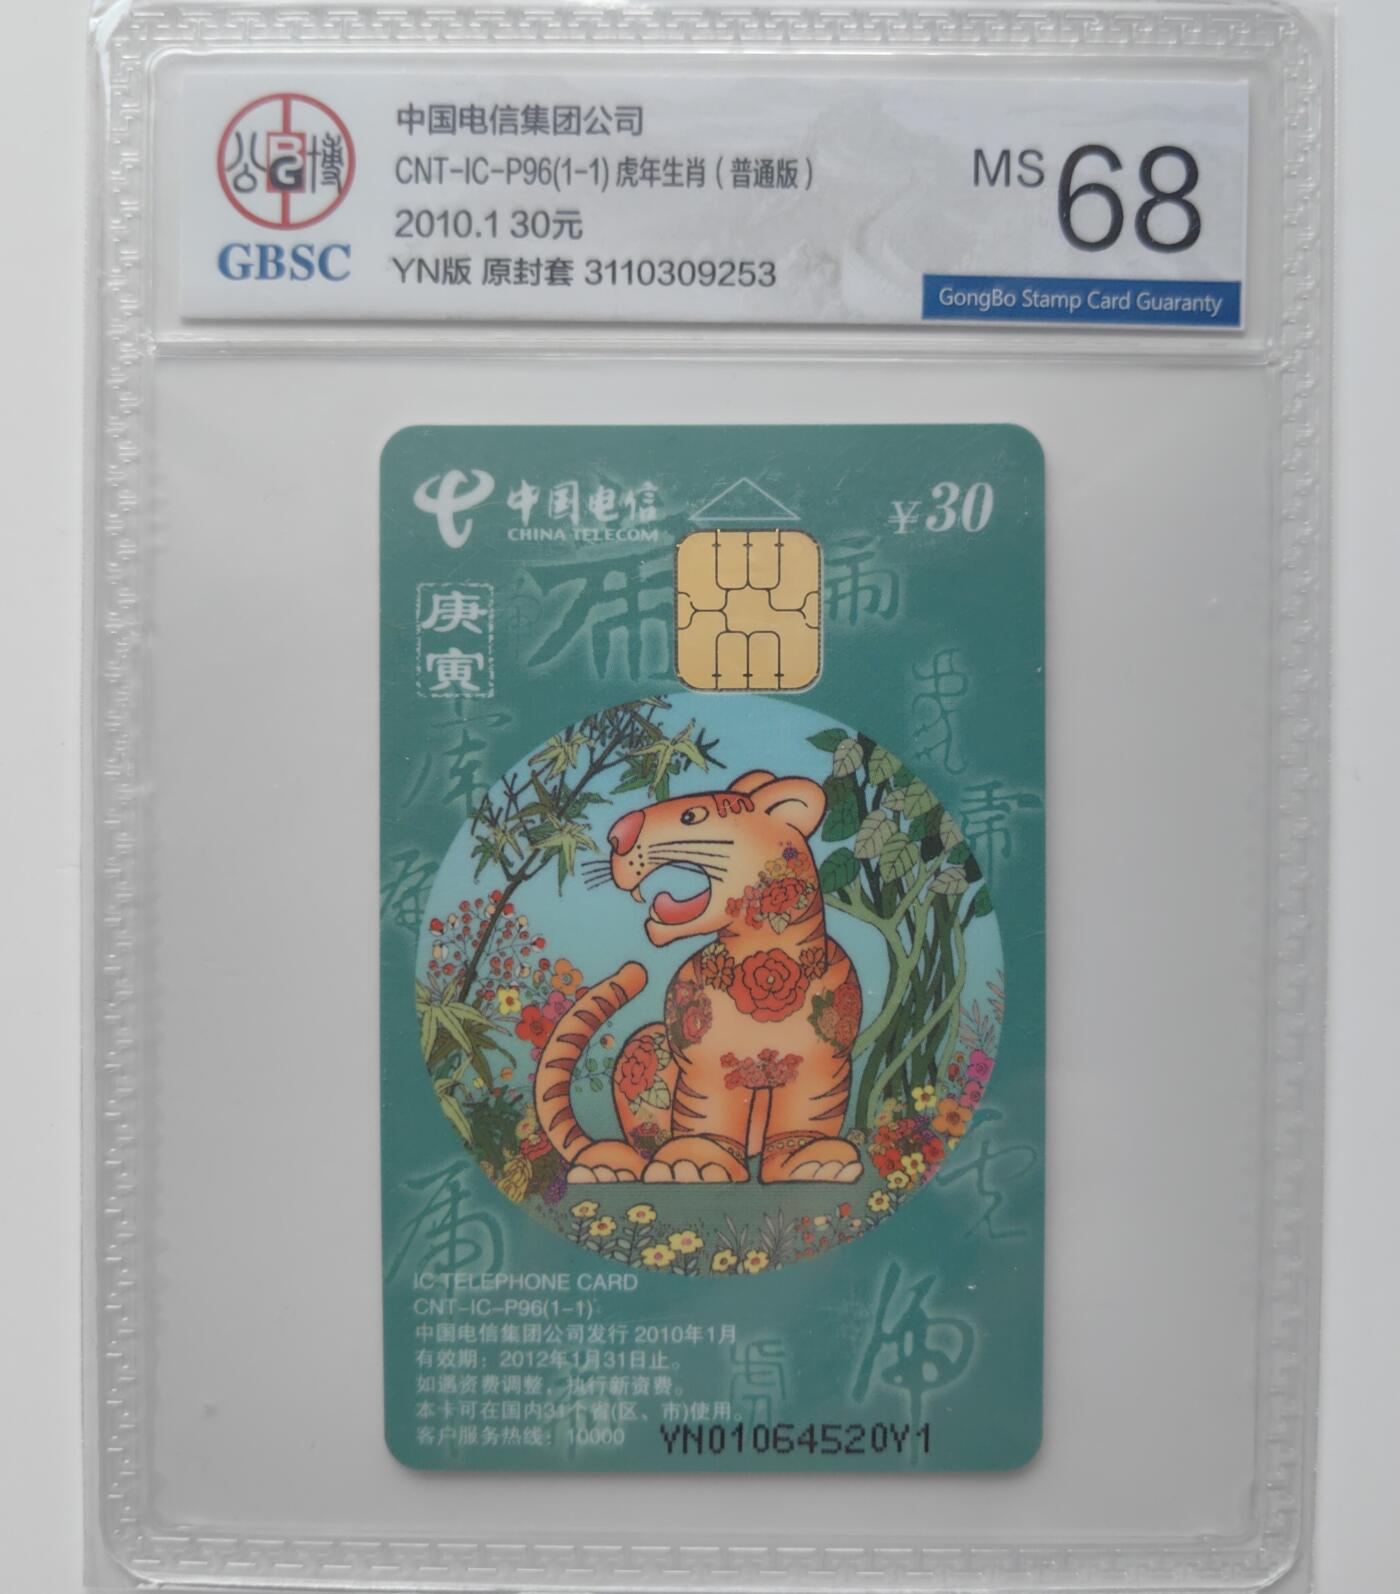 公 BG 博
GBSC
中国电信集团公司
CNT-IC-P96(1-1) 虎年生肖（普通版）
2010.1 30元
YN版 原封套 3110309253
MS 68
GongBo Stamp Card Guaranty
中国电信
CHINA TELECOM
¥30
庚寅
IC TELEPHONE CARD
CNT-IC-P96(1-1)
中国电信集团公司发行 2010年1月
有效期：2012年1月31日止。
如遇资费调整，执行新资费。
本卡可在国内31个省(区、市)使用。
客户服务热线：10000
YN01064520Y1